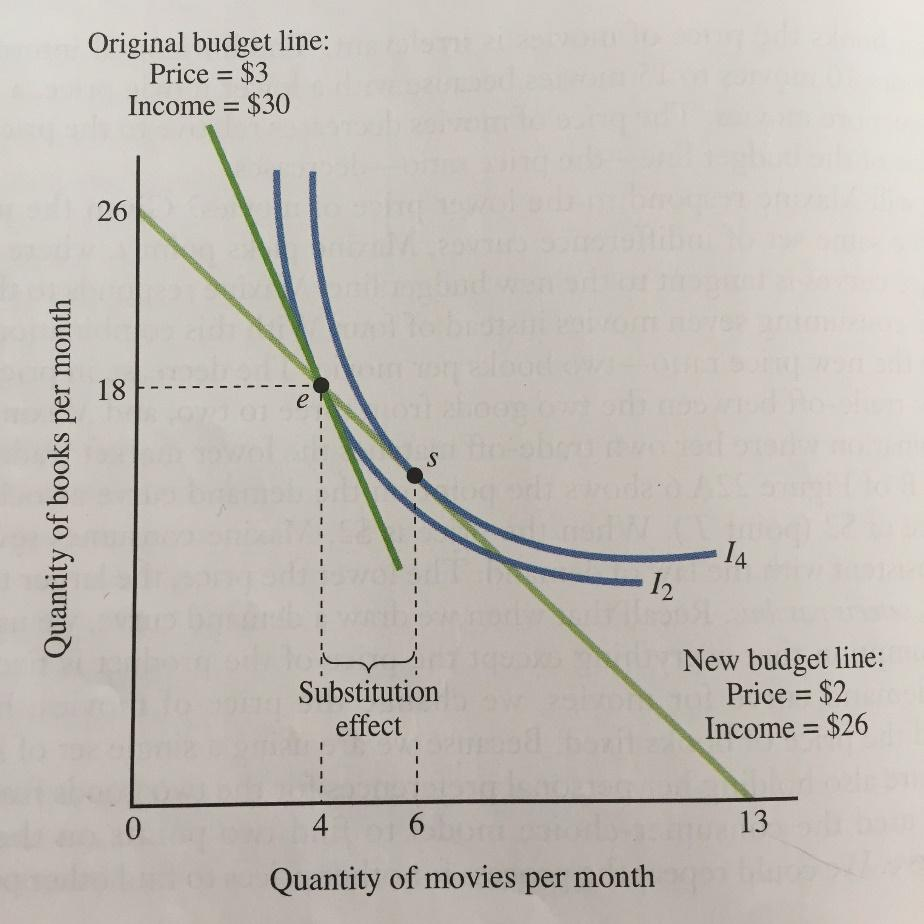 Original budget line:
Price = $3
Income = $30
26
Quantity of books per month
18
e
s
I4
I2
Substitution
effect
New budget line:
Price = $2
Income = $26
0
4
6
13
Quantity of movies per month